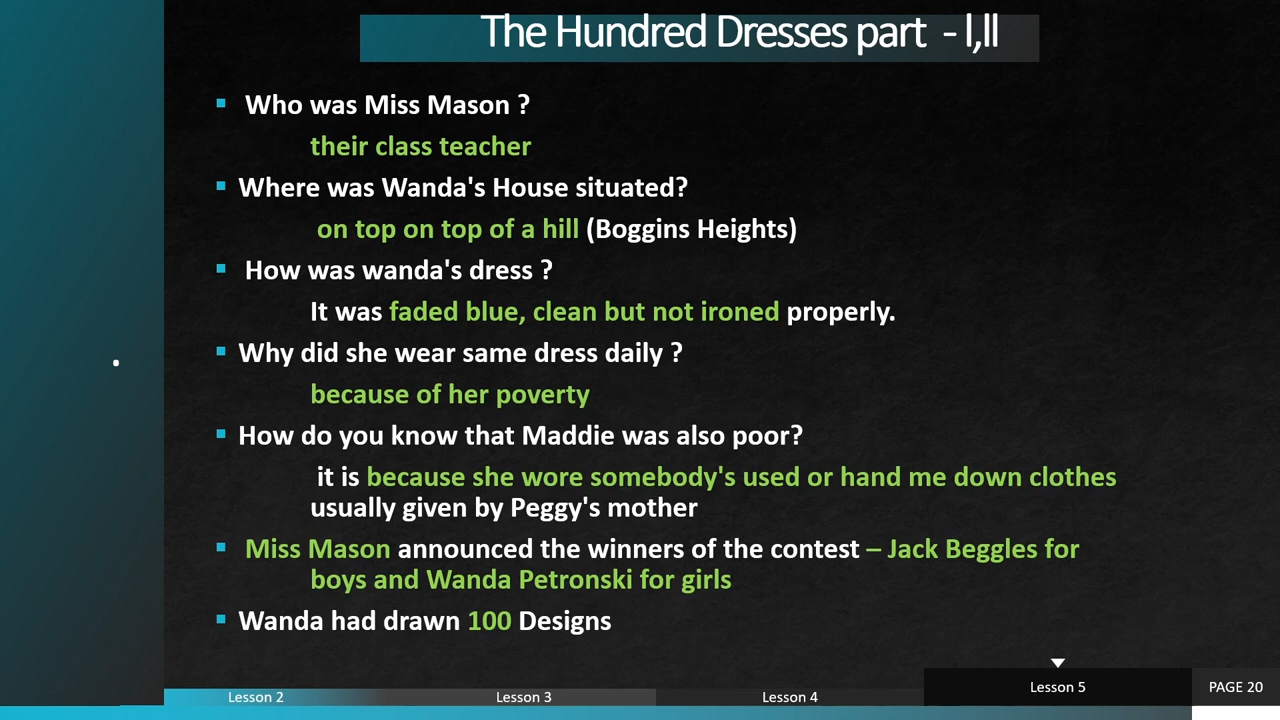 The Hundred Dresses part - l,ll
Who was Miss Mason ?
their class teacher
Where was Wanda's House situated?
on top on top of a hill (Boggins Heights)
How was wanda's dress ?
It was faded blue, clean but not ironed properly.
Why did she wear same dress daily ?
because of her poverty
How do you know that Maddie was also poor?
it is because she wore somebody's used or hand me down clothes
usually given by Peggy's mother
Miss Mason announced the winners of the contest – Jack Beggles for
boys and Wanda Petronski for girls
Wanda had drawn 100 Designs
.
Lesson 2
Lesson 3
Lesson 4
Lesson 5
PAGE 20